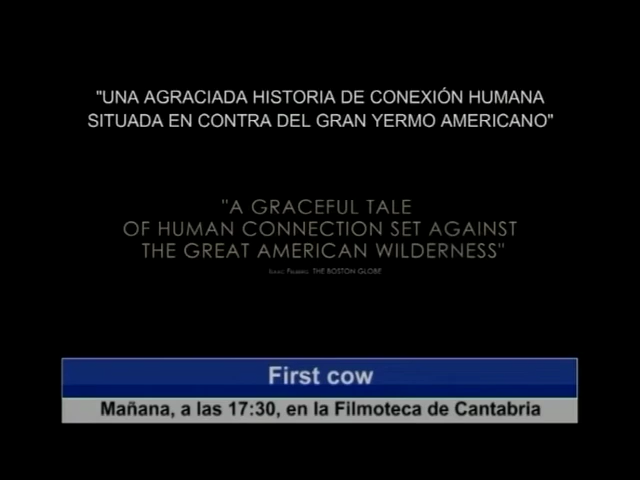 "UNA AGRACIADA HISTORIA DE CONEXIÓN HUMANA
SITUADA EN CONTRA DEL GRAN YERMO AMERICANO"
"A GRACEFUL TALE
OF HUMAN CONNECTION SET AGAINST
THE GREAT AMERICAN WILDERNESS"
THE BOSTON GLOBE
First cow
Mañana, a las 17:30, en la Filmoteca de Cantabria